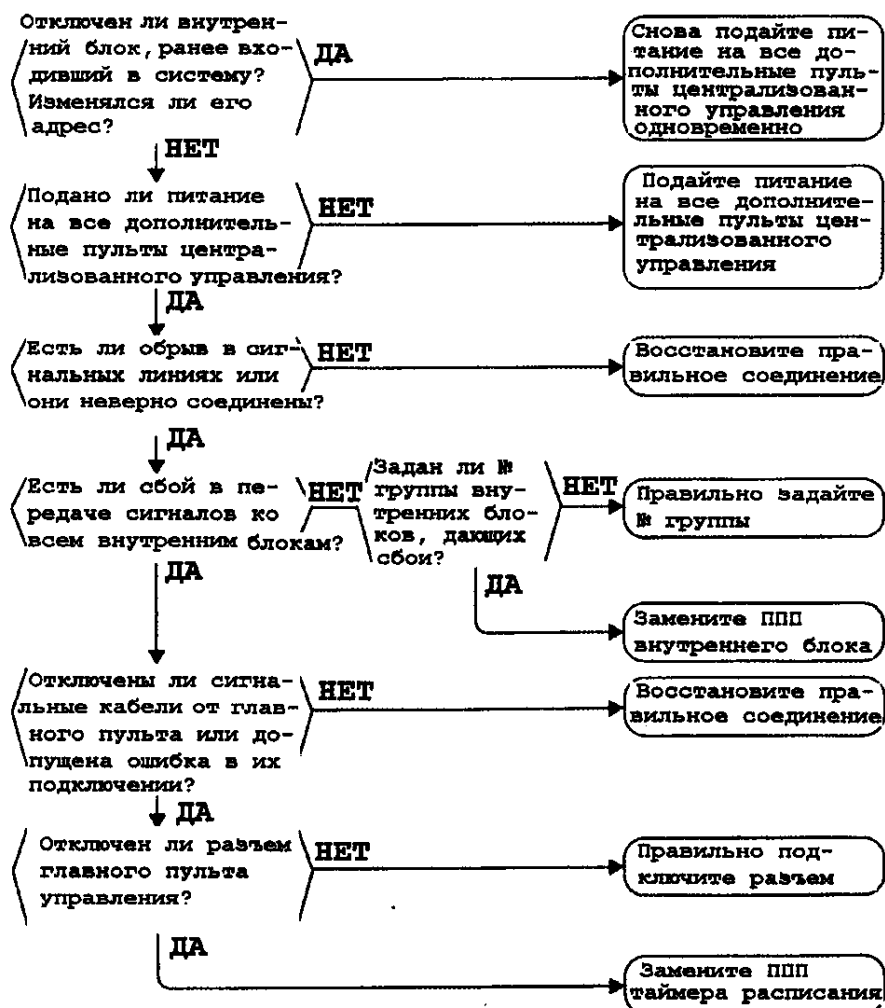 Отключен ли внутрен-
ний блок, ранее вхо-
дивший в систему?
Изменялся ли его
адрес?
ДА
Снова подайте пи-
тание на все до-
полнительные пуль-
ты централизован-
ного управления
одновременно
НЕТ
Подано ли питание
на все дополнитель-
ные пульты центра-
лизованного управления?
НЕТ
Подайте питание
на все дополните-
льные пульты цен-
трализованного
управления
ДА
Есть ли обрыв в сиг-
нальных линиях или
они неверно соединены?
НЕТ
Восстановите пра-
вильное соединение
ДА
Есть ли сбой в пе-
редаче сигналов ко
всем внутренним блокам?
НЕТ
Задан ли №
группы вну-
тренних бло-
ков, дающих
сбои?
НЕТ
Правильно задайте
№ группы
ДА
ДА
Замените ППП
внутреннего блока
Отключены ли сигна-
льные кабели от глав-
ного пульта или до-
пущена ошибка в их
подключении?
НЕТ
Восстановите пра-
вильное соединение
ДА
Отключен ли разъем
главного пульта
управления?
НЕТ
Правильно под-
ключите разъем
ДА
Замените ППП
таймера расписания